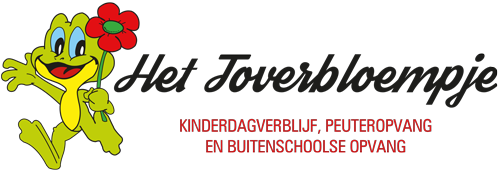 Het Toverbloempje
KINDERDAGVERBLIJF, PEUTEROPVANG
EN BUITENSCHOOLSE OPVANG